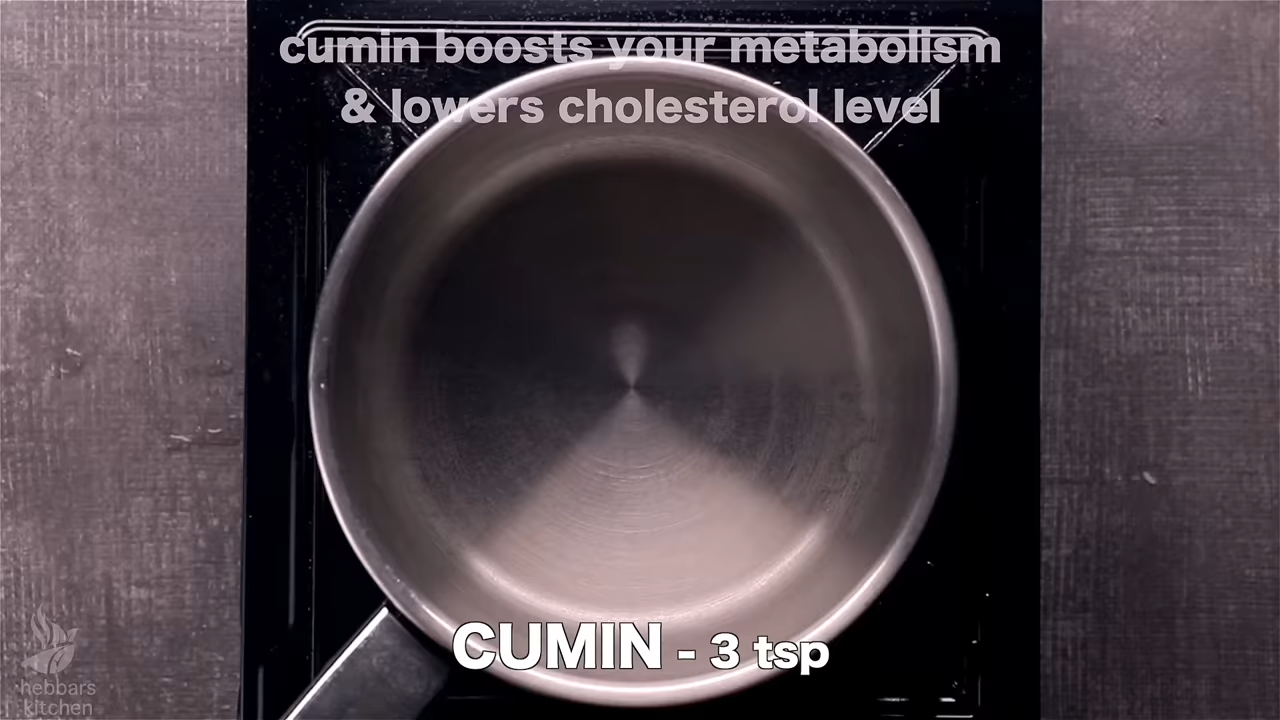 cumin boosts your metabolism
& lowers cholesterol level
CUMIN - 3 tsp
hebbars
kitchen